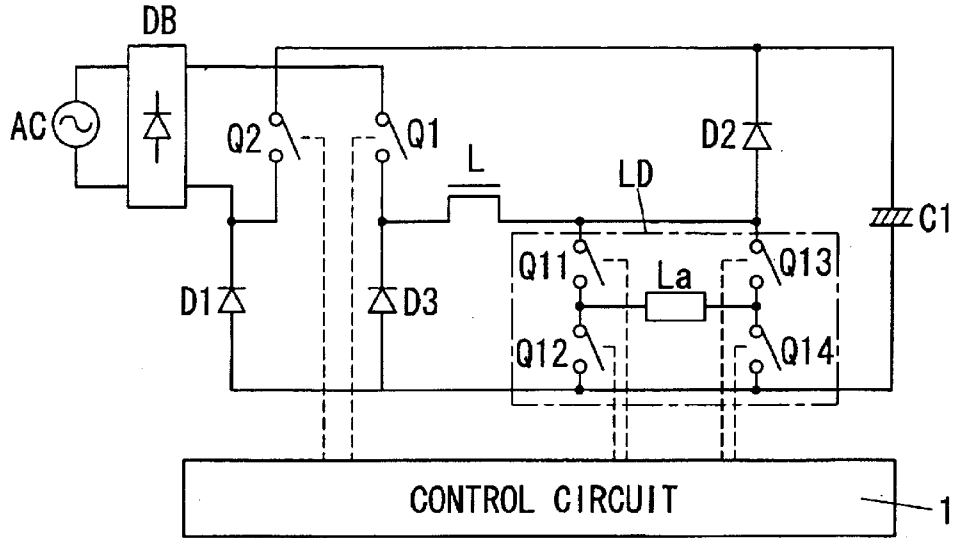 DB
AC
Q2
Q1
D2
L
LD
C1
Q11
La
Q13
D1
D3
Q12
Q14
CONTROL CIRCUIT
1